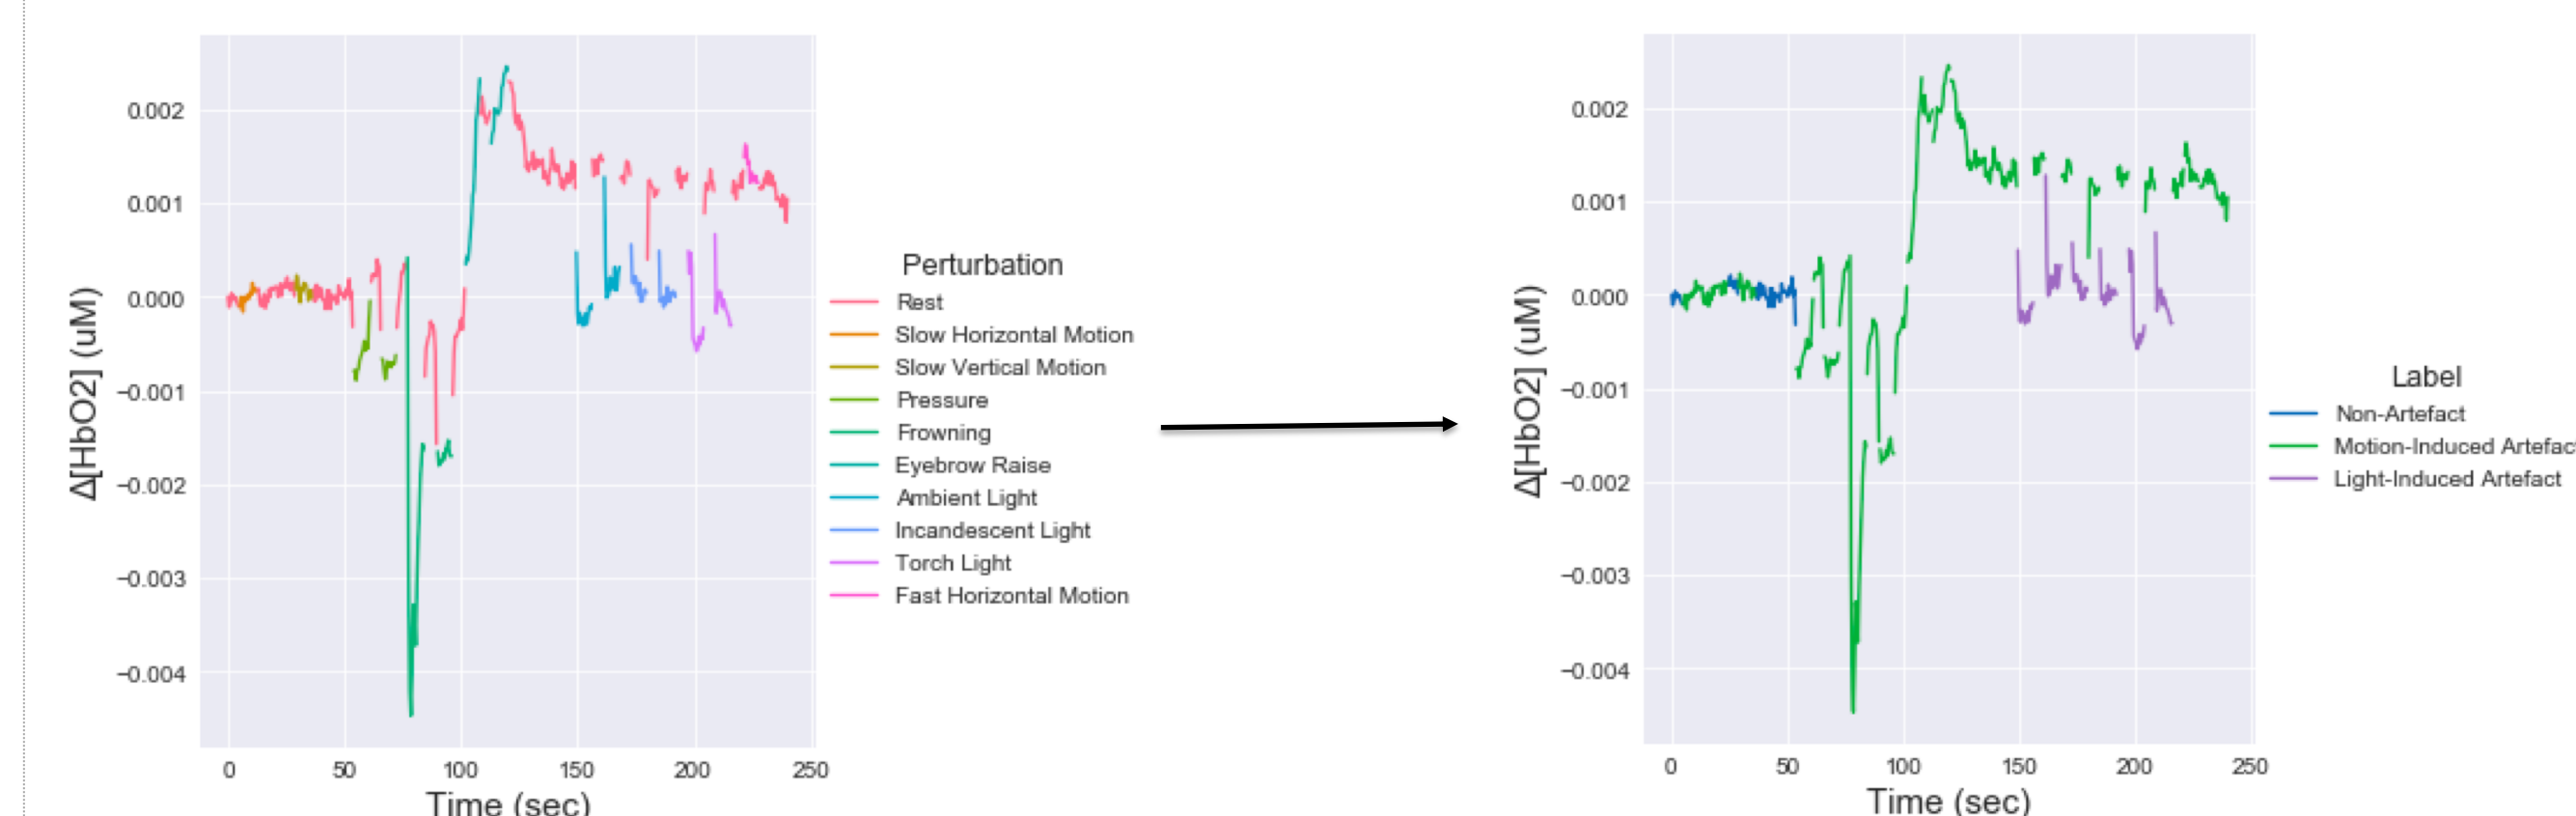 0.002
0.001
0.000
−0.001
−0.002
−0.003
−0.004
Δ[HbO2] (uM)
0 50 100 150 200 250
Time (sec)
Perturbation
Rest
Slow Horizontal Motion
Slow Vertical Motion
Pressure
Frowning
Eyebrow Raise
Ambient Light
Incandescent Light
Torch Light
Fast Horizontal Motion
0.002
0.001
0.000
−0.001
−0.002
−0.003
−0.004
Δ[HbO2] (uM)
0 50 100 150 200 250
Time (sec)
Label
Non-Artefact
Motion-Induced Artefact
Light-Induced Artefact